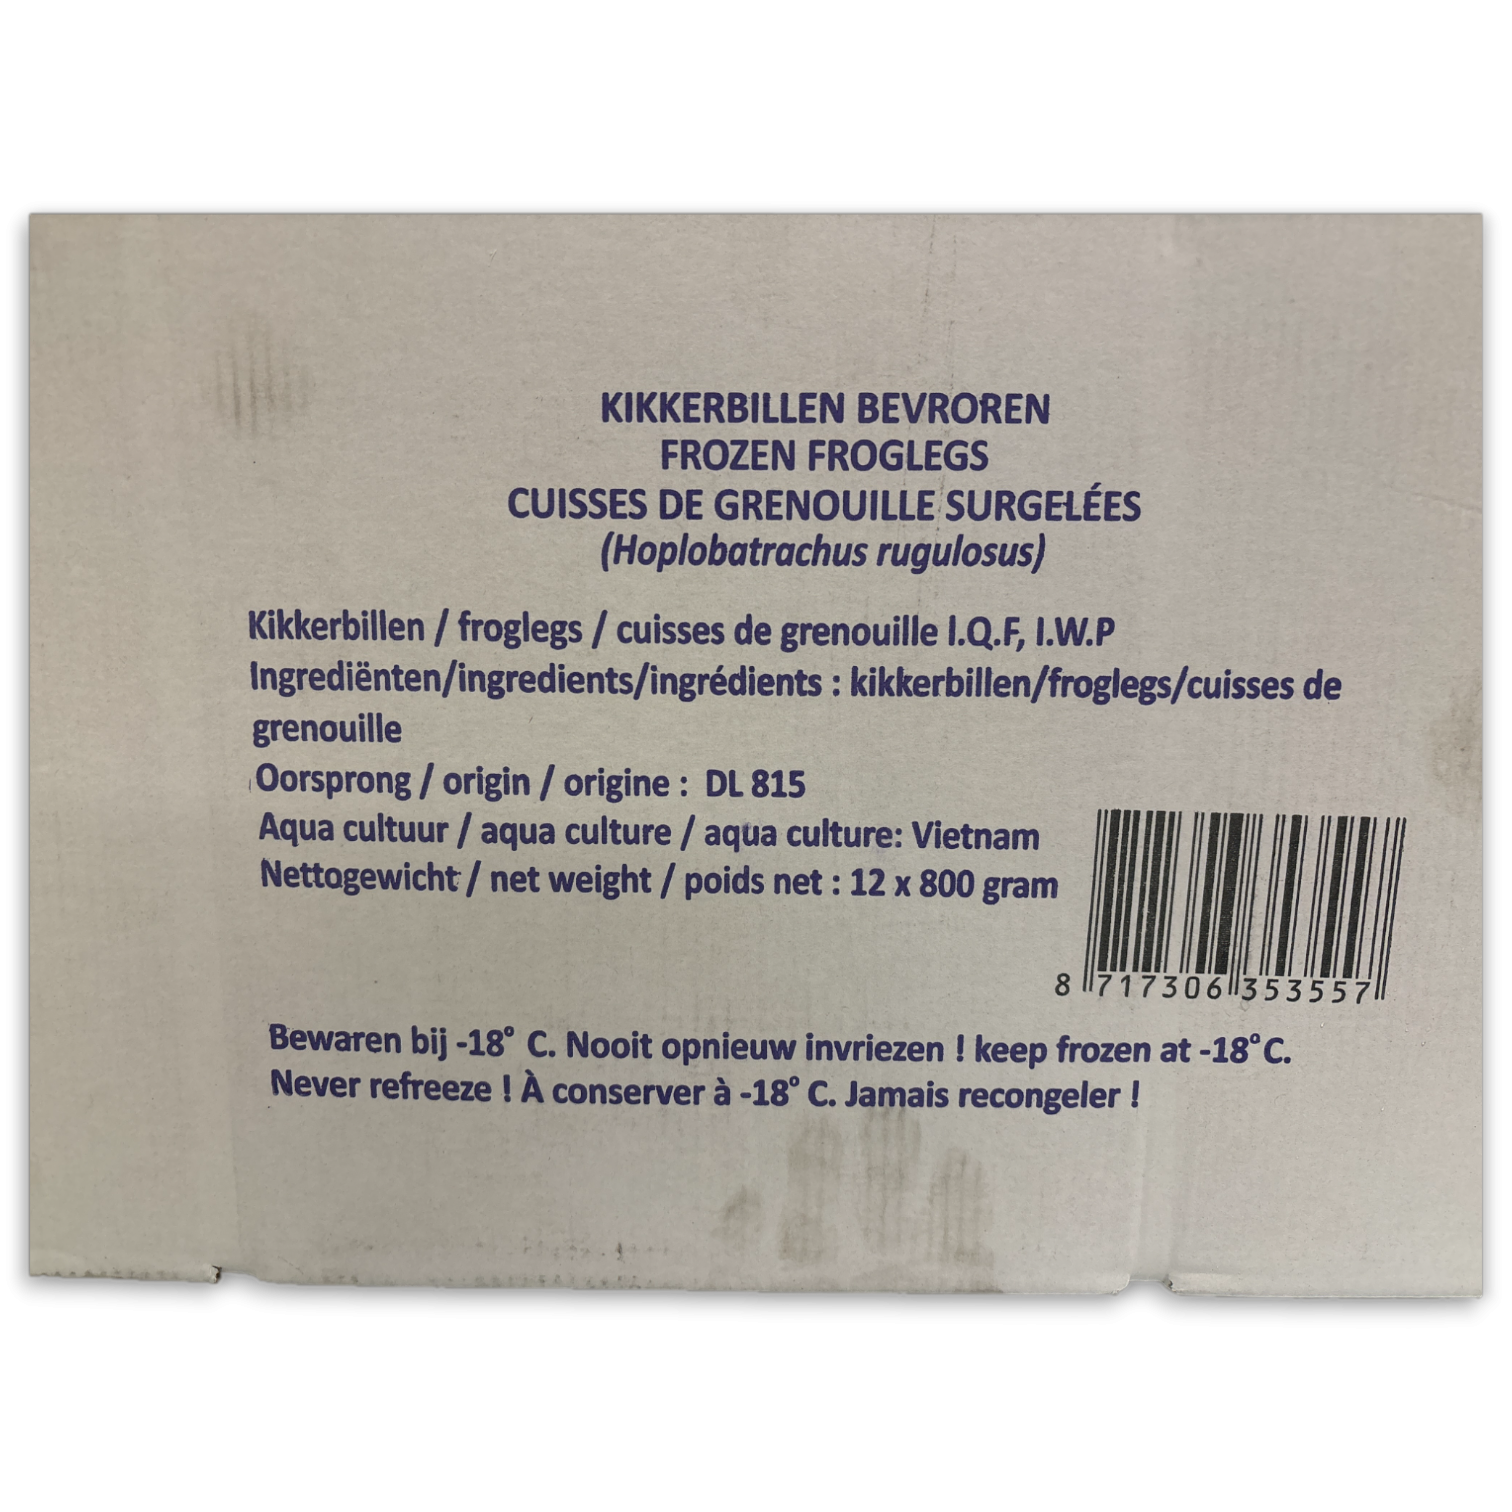 KIKKERBILLEN BEVROREN
FROZEN FROGLEGS
CUISSES DE GRENOUILLE SURGELÉES
(Hoplobatrachus rugulosus)
Kikkerbillen / froglegs / cuisses de grenouille I.Q.F, I.W.P
Ingrediënten/ingredients/ingrédients : kikkerbillen/froglegs/cuisses de
grenouille
Oorsprong / origin / origine : DL 815
Aqua cultuur / aqua culture / aqua culture: Vietnam
Nettogewicht / net weight / poids net : 12 x 800 gram
8 717306 353557
Bewaren bij -18° C. Nooit opnieuw invriezen ! keep frozen at -18°C.
Never refreeze ! À conserver à -18° C. Jamais recongeler !